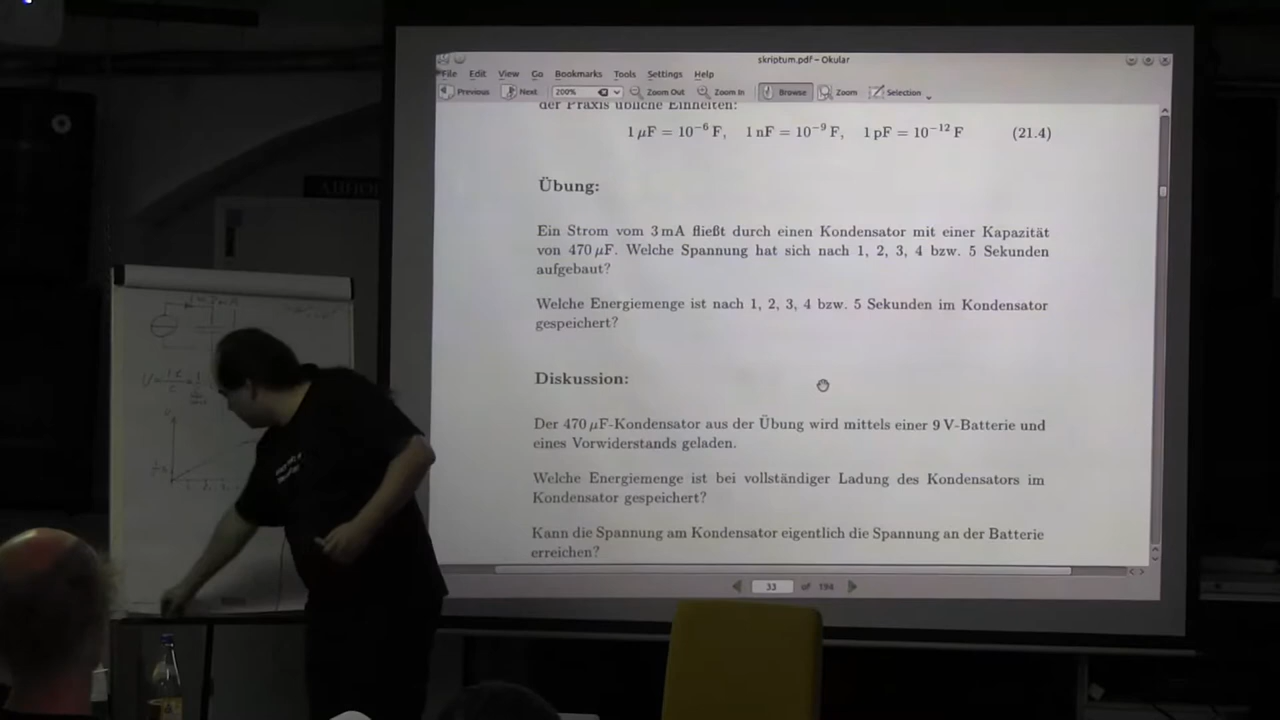 skriptum.pdf – Okular
File Edit View Go Bookmarks Tools Settings Help
Previous Next 200% Zoom Out Zoom In Browse Zoom Selection
der Praxis übliche Einheiten:
1 μF = 10⁻⁶ F, 1 nF = 10⁻⁹ F, 1 pF = 10⁻¹² F (21.4)
Übung:
Ein Strom vom 3 mA fließt durch einen Kondensator mit einer Kapazität
von 470 μF. Welche Spannung hat sich nach 1, 2, 3, 4 bzw. 5 Sekunden
aufgebaut?
Welche Energiemenge ist nach 1, 2, 3, 4 bzw. 5 Sekunden im Kondensator
gespeichert?
Diskussion:
Der 470 μF-Kondensator aus der Übung wird mittels einer 9 V-Batterie und
eines Vorwiderstands geladen.
Welche Energiemenge ist bei vollständiger Ladung des Kondensators im
Kondensator gespeichert?
Kann die Spannung am Kondensator eigentlich die Spannung an der Batterie
erreichen?
33 of 194